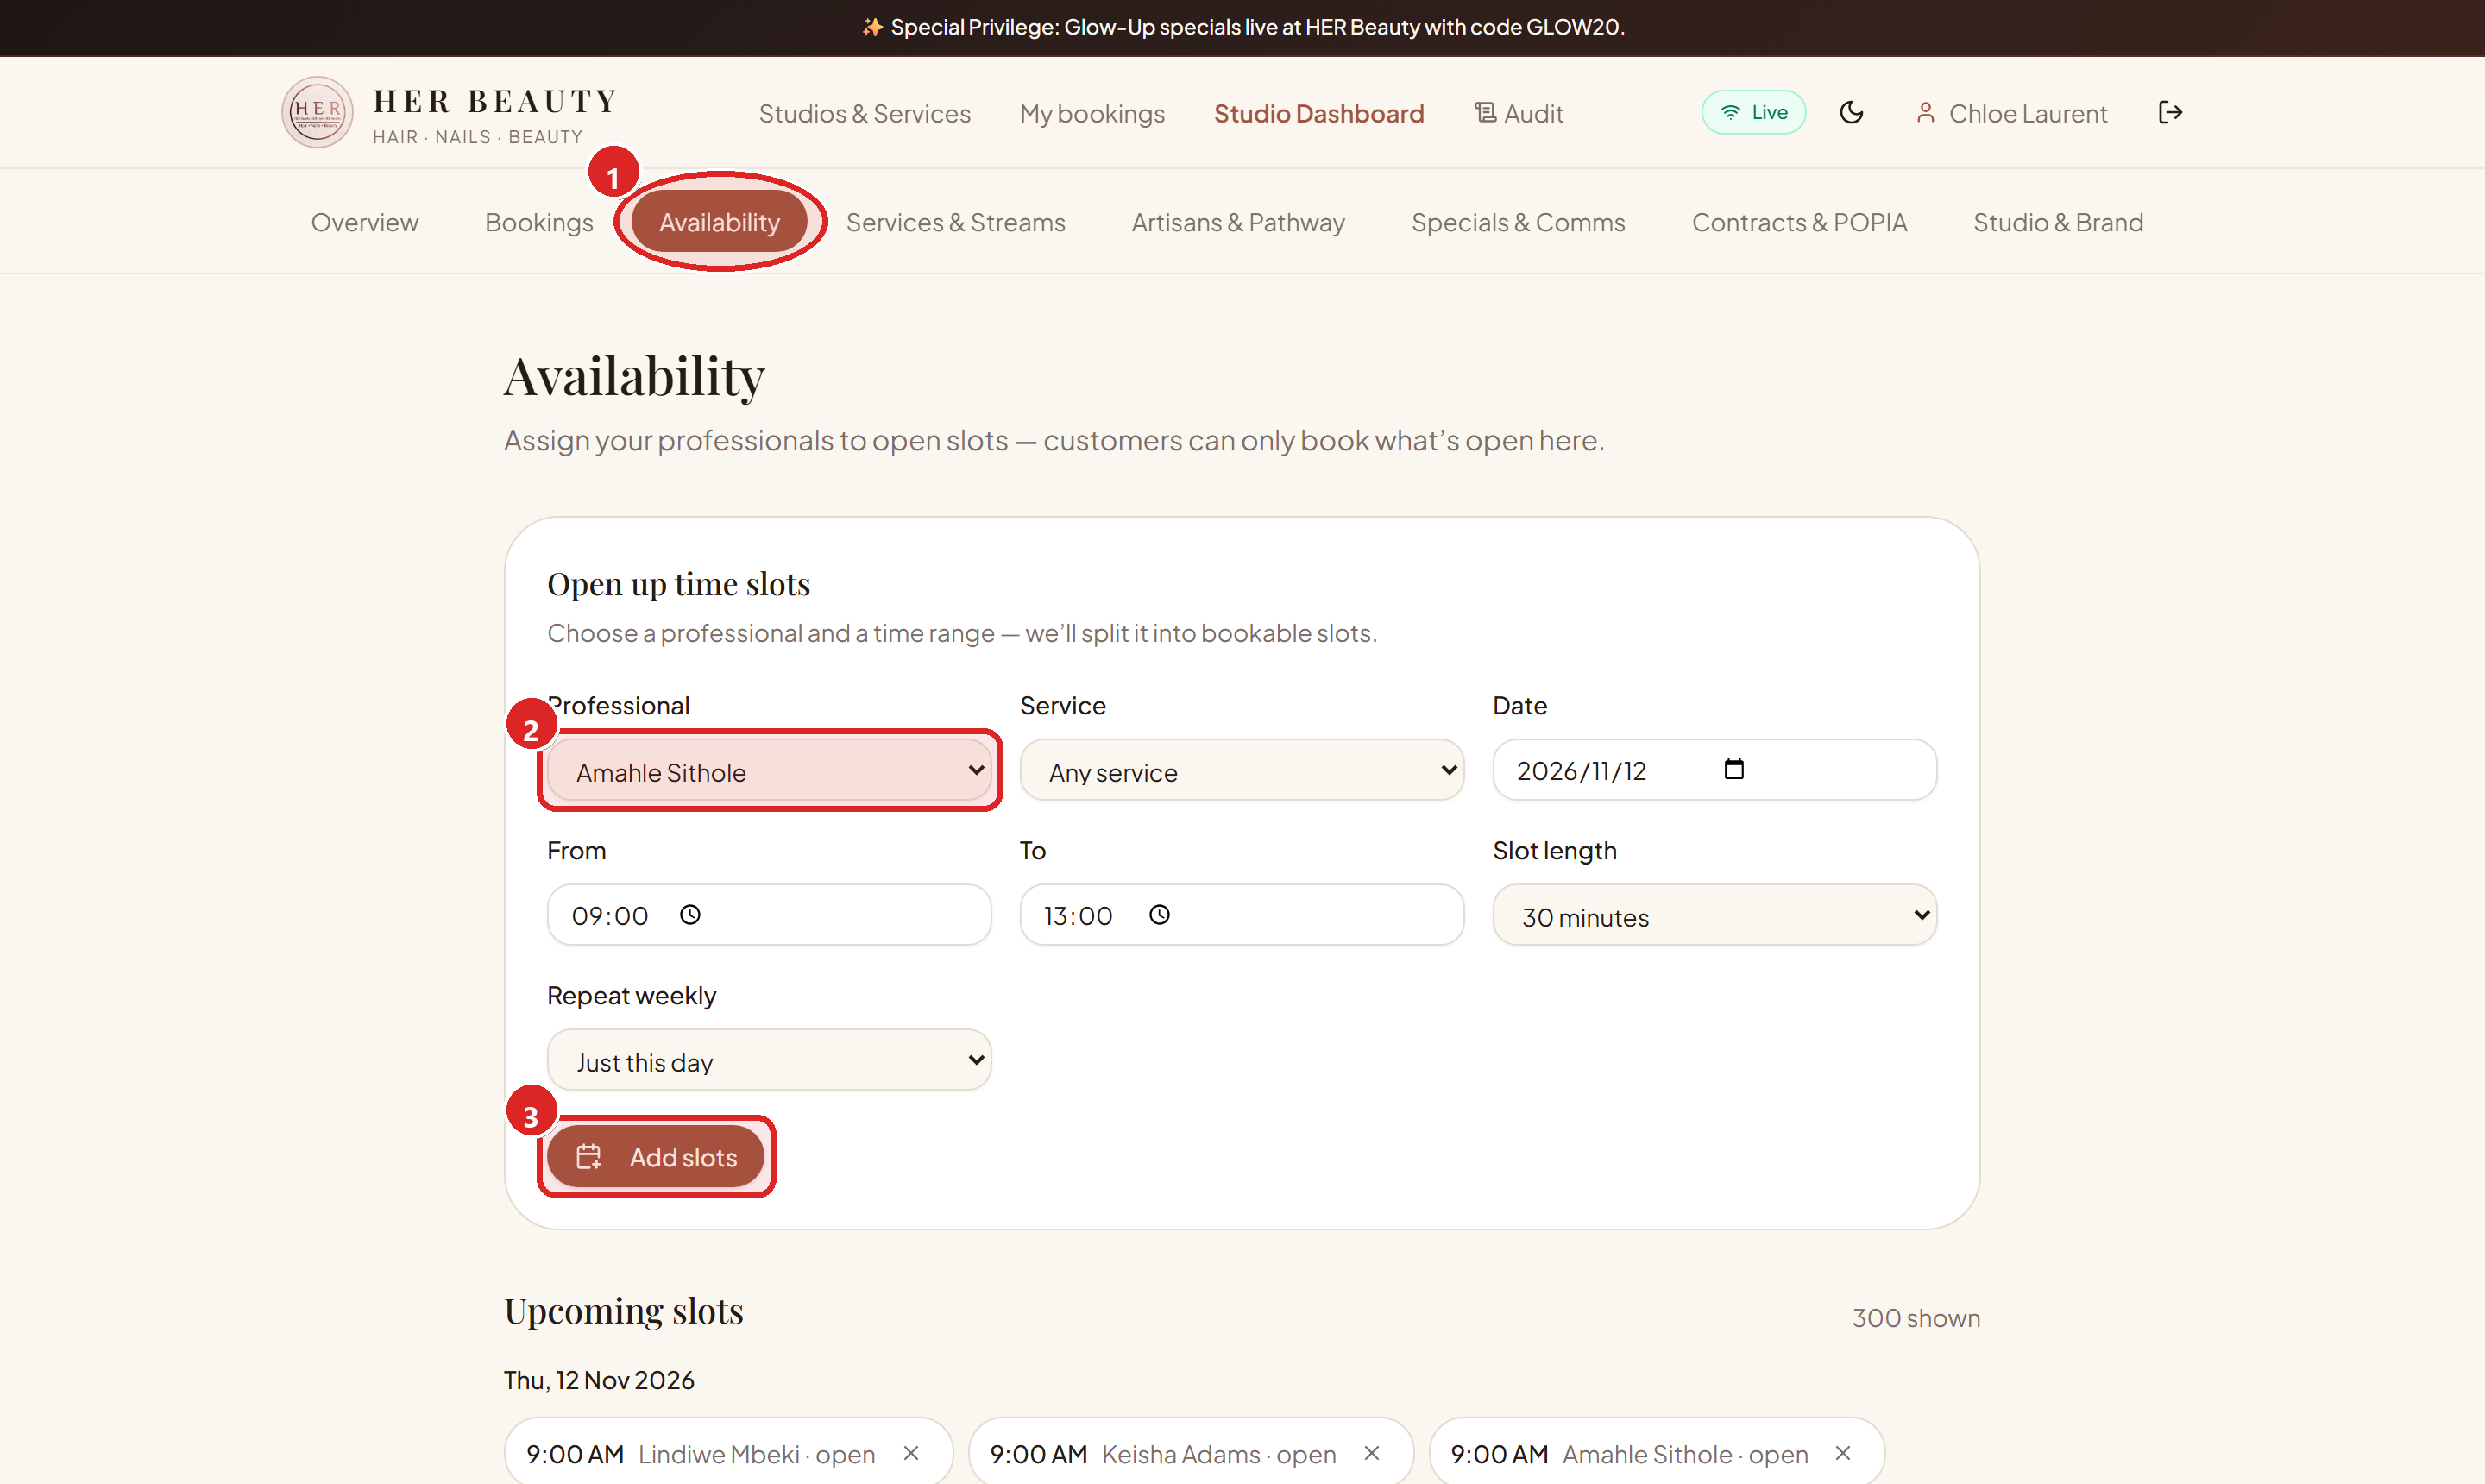 ✨ Special Privilege: Glow-Up specials live at HER Beauty with code GLOW20.
HER
HER BEAUTY
HAIR · NAILS · BEAUTY
Studios & Services
My bookings
Studio Dashboard
Audit
Live
Chloe Laurent
1
Overview
Bookings
Availability
Services & Streams
Artisans & Pathway
Specials & Comms
Contracts & POPIA
Studio & Brand
Availability
Assign your professionals to open slots — customers can only book what’s open here.
Open up time slots
Choose a professional and a time range — we’ll split it into bookable slots.
2
Professional
Service
Date
Amahle Sithole
Any service
2026/11/12
From
To
Slot length
09:00
13:00
30 minutes
Repeat weekly
Just this day
3
Add slots
Upcoming slots
300 shown
Thu, 12 Nov 2026
9:00 AM Lindiwe Mbeki · open ×
9:00 AM Keisha Adams · open ×
9:00 AM Amahle Sithole · open ×